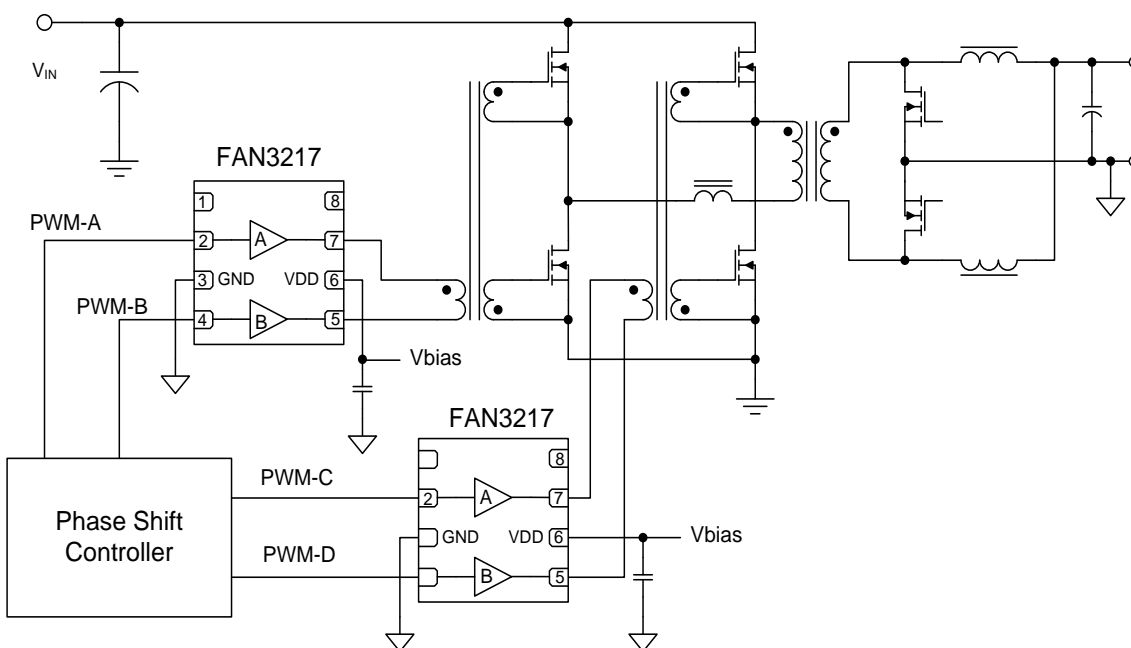 VIN
FAN3217
1
8
PWM-A
2
A
7
3
GND
VDD
6
PWM-B
4
B
5
Vbias
FAN3217
8
PWM-C
2
A
7
GND
VDD
6
Vbias
PWM-D
B
5
Phase Shift
Controller